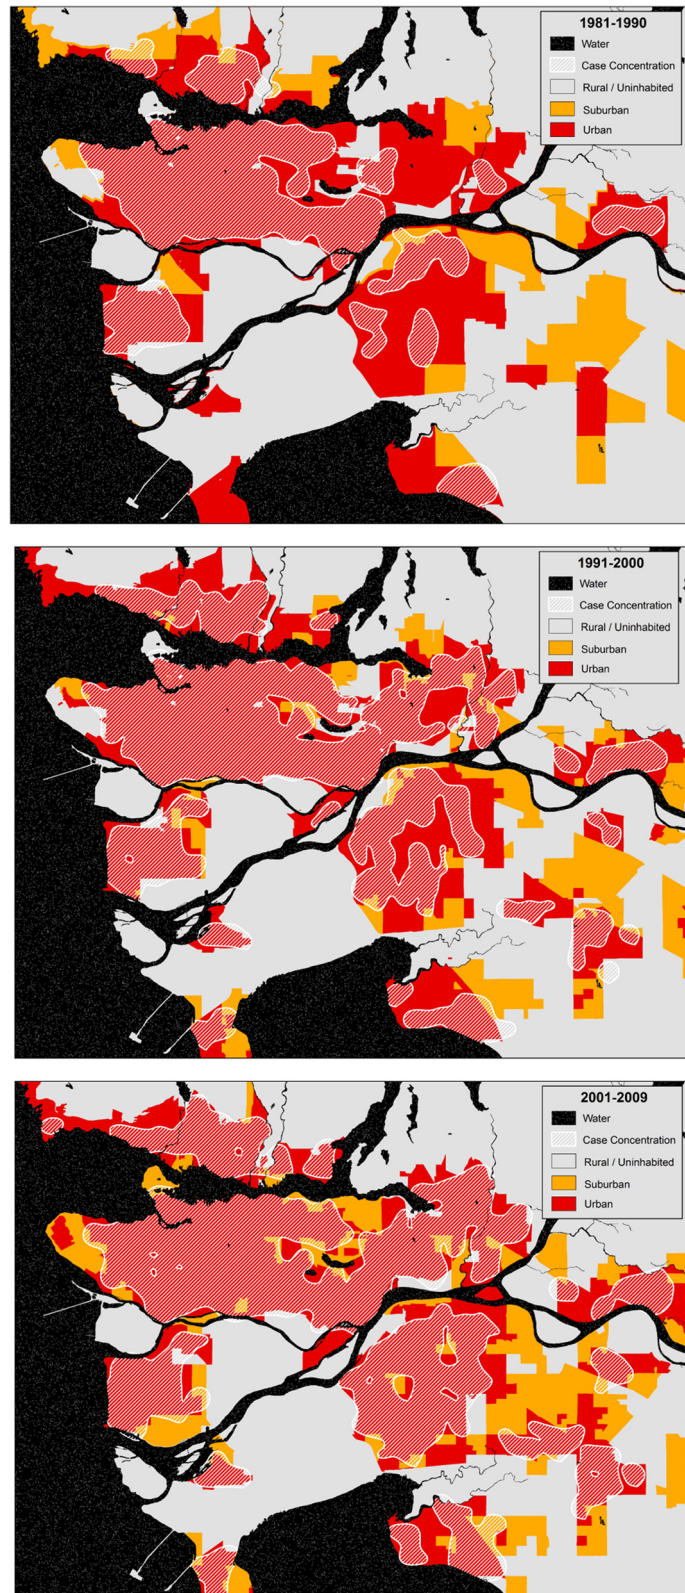 1981-1990
Water
Case Concentration
Rural / Uninhabited
Suburban
Urban
1991-2000
Water
Case Concentration
Rural / Uninhabited
Suburban
Urban
2001-2009
Water
Case Concentration
Rural / Uninhabited
Suburban
Urban